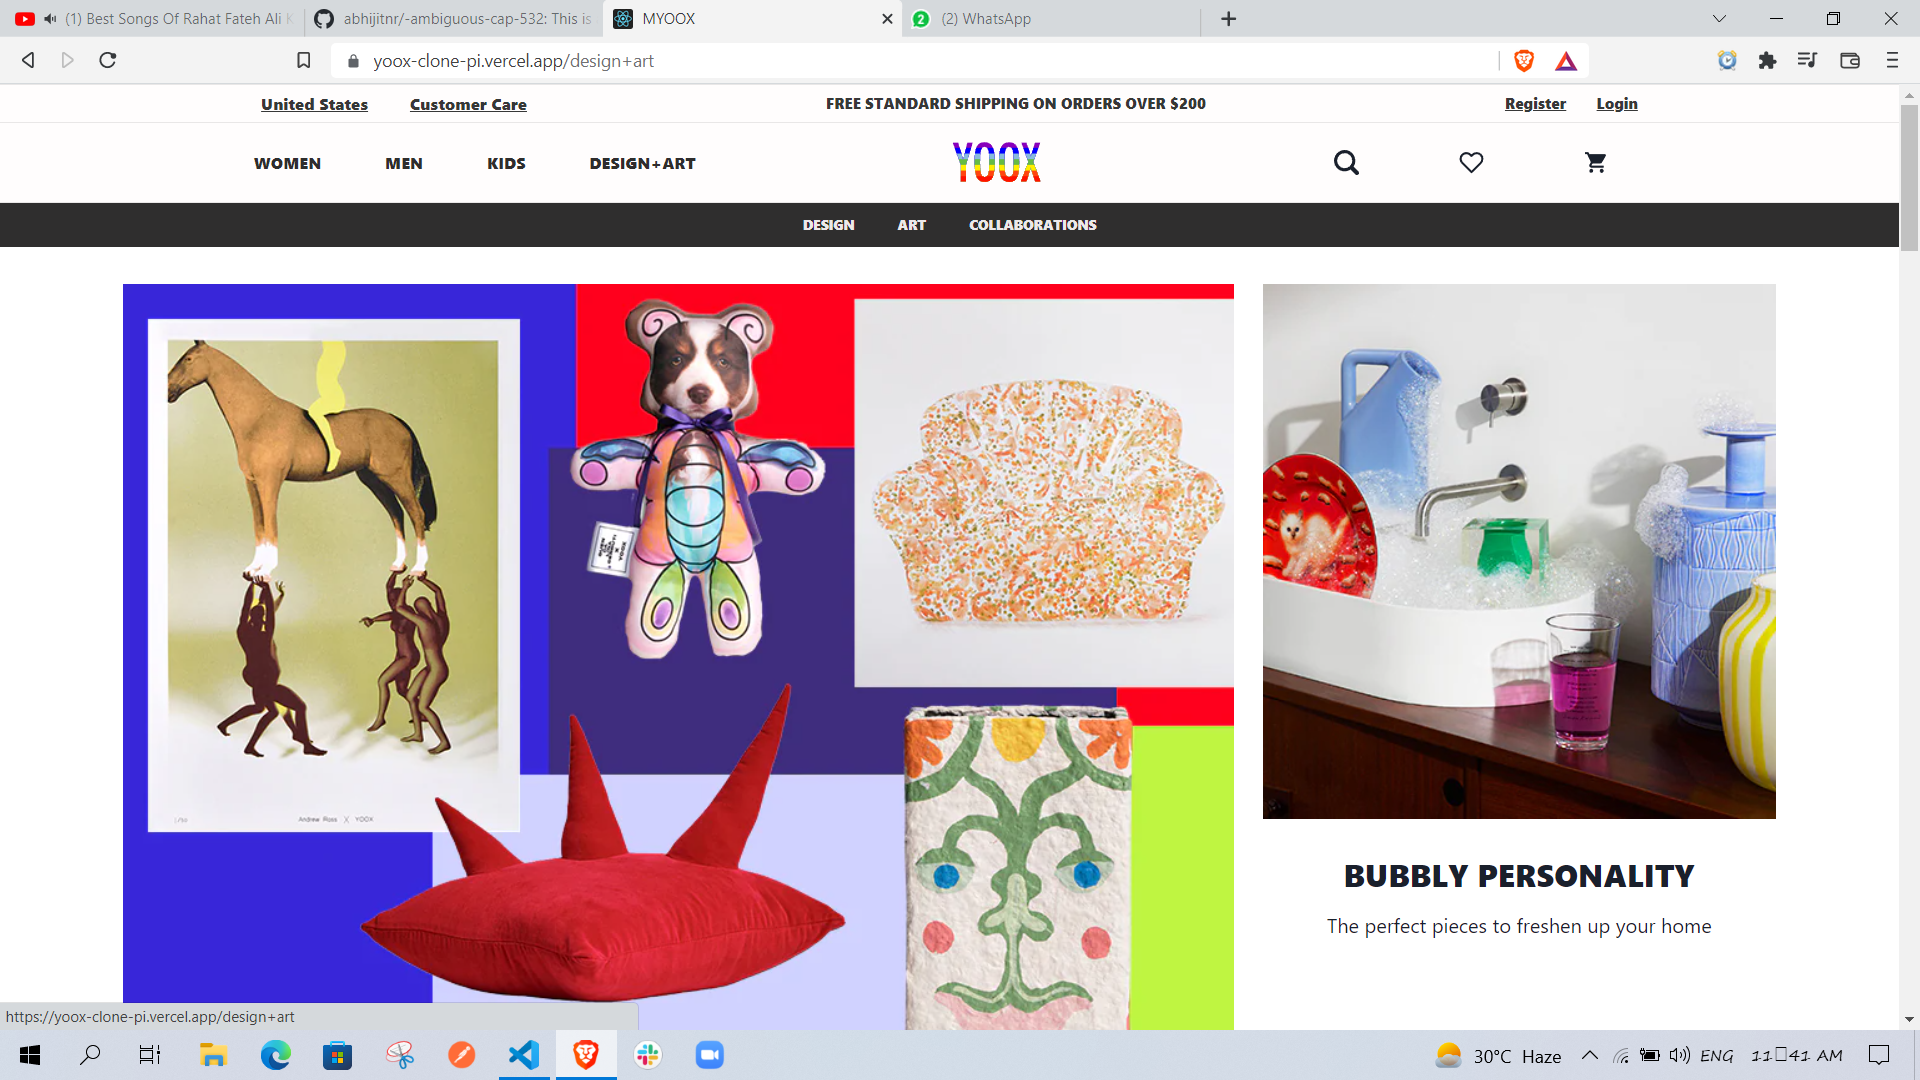 (1) Best Songs Of Rahat Fateh Ali K
abhijitnr/-ambiguous-cap-532: This is
MYOOX
2
(2) WhatsApp
yoox-clone-pi.vercel.app/design+art
United States
Customer Care
FREE STANDARD SHIPPING ON ORDERS OVER $200
Register
Login
WOMEN
MEN
KIDS
DESIGN+ART
YOOX
DESIGN
ART
COLLABORATIONS
Andrew Ross X YOOX
BUBBLY PERSONALITY
The perfect pieces to freshen up your home
https://yoox-clone-pi.vercel.app/design+art
30°C Haze
ENG
11▯41 AM